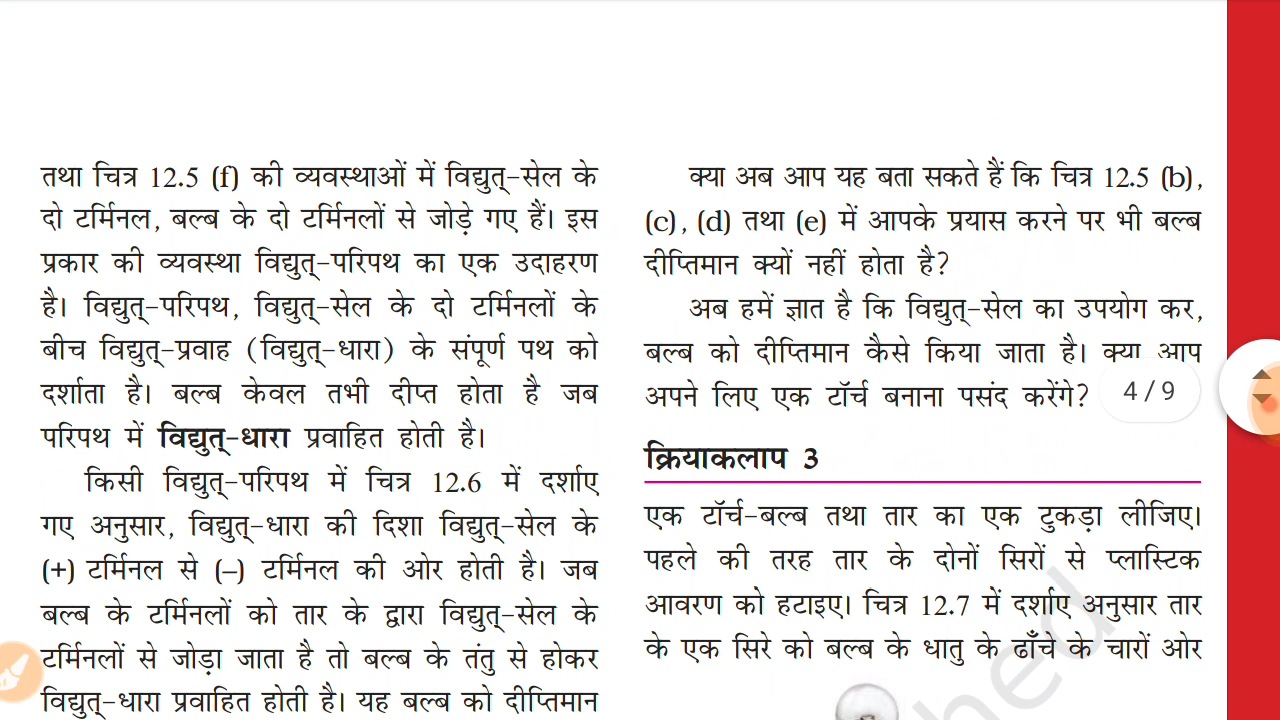 तथा चित्र 12.5 (f) की व्यवस्थाओं में विद्युत्-सेल के
दो टर्मिनल, बल्ब के दो टर्मिनलों से जोड़े गए हैं। इस
प्रकार की व्यवस्था विद्युत्-परिपथ का एक उदाहरण
है। विद्युत्-परिपथ, विद्युत्-सेल के दो टर्मिनलों के
बीच विद्युत्-प्रवाह (विद्युत्-धारा) के संपूर्ण पथ को
दर्शाता है। बल्ब केवल तभी दीप्त होता है जब
परिपथ में विद्युत्-धारा प्रवाहित होती है।
किसी विद्युत्-परिपथ में चित्र 12.6 में दर्शाए
गए अनुसार, विद्युत्-धारा की दिशा विद्युत्-सेल के
(+) टर्मिनल से (–) टर्मिनल की ओर होती है। जब
बल्ब के टर्मिनलों को तार के द्वारा विद्युत्-सेल के
टर्मिनलों से जोड़ा जाता है तो बल्ब के तंतु से होकर
विद्युत्-धारा प्रवाहित होती है। यह बल्ब को दीप्तिमान
क्या अब आप यह बता सकते हैं कि चित्र 12.5 (b),
(c), (d) तथा (e) में आपके प्रयास करने पर भी बल्ब
दीप्तिमान क्यों नहीं होता है?
अब हमें ज्ञात है कि विद्युत्-सेल का उपयोग कर,
बल्ब को दीप्तिमान कैसे किया जाता है। क्या आप
अपने लिए एक टॉर्च बनाना पसंद करेंगे?
4 / 9
क्रियाकलाप 3
एक टॉर्च-बल्ब तथा तार का एक टुकड़ा लीजिए।
पहले की तरह तार के दोनों सिरों से प्लास्टिक
आवरण को हटाइए। चित्र 12.7 में दर्शाए अनुसार तार
के एक सिरे को बल्ब के धातु के ढाँचे के चारों ओर
hed